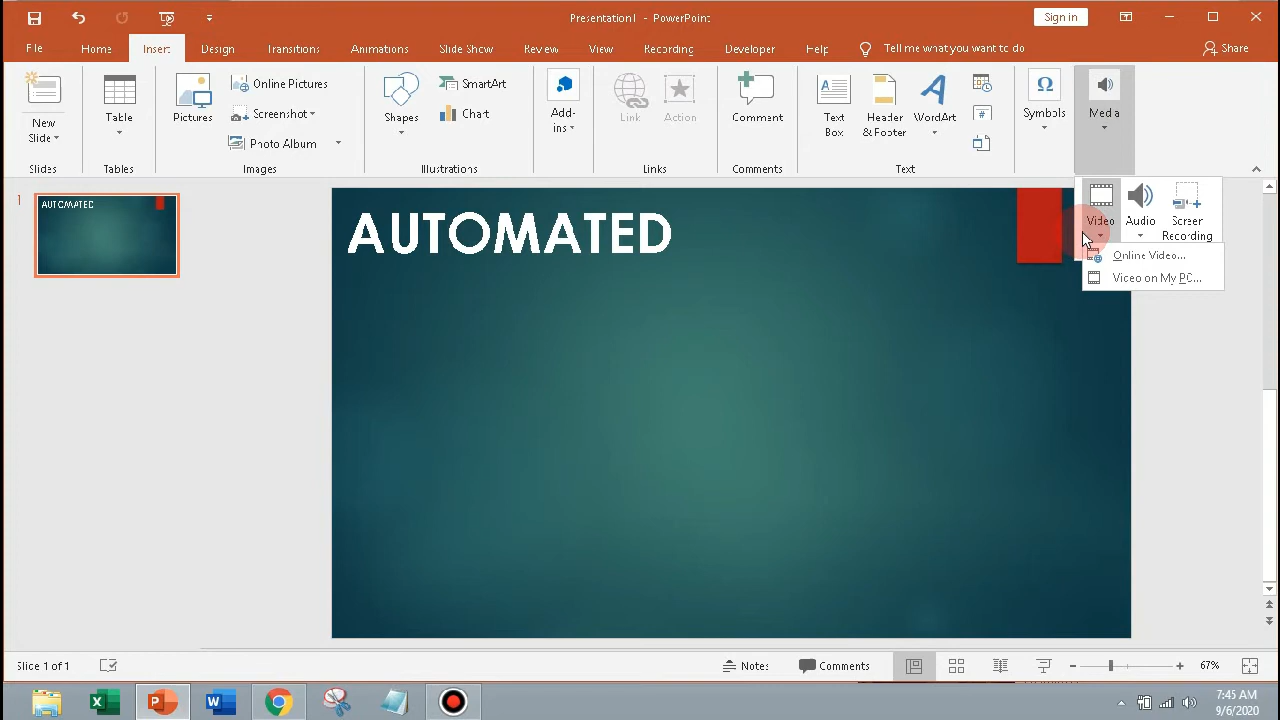 Presentation1 - PowerPoint
Sign in
File Home Insert Design Transitions Animations Slide Show Review View Recording Developer Help Tell me what you want to do Share
New Slide
Table
Pictures
Online Pictures
Screenshot
Photo Album
Shapes
SmartArt
Chart
Add-ins
Link
Action
Comment
Text Box
Header & Footer
WordArt
Symbols
Media
Slides Tables Images Illustrations Links Comments Text
Video
Audio
Screen Recording
Online Video...
Video on My PC...
1
AUTOMATED
AUTOMATED
Slide 1 of 1
Notes
Comments
67%
7:45 AM
9/6/2020